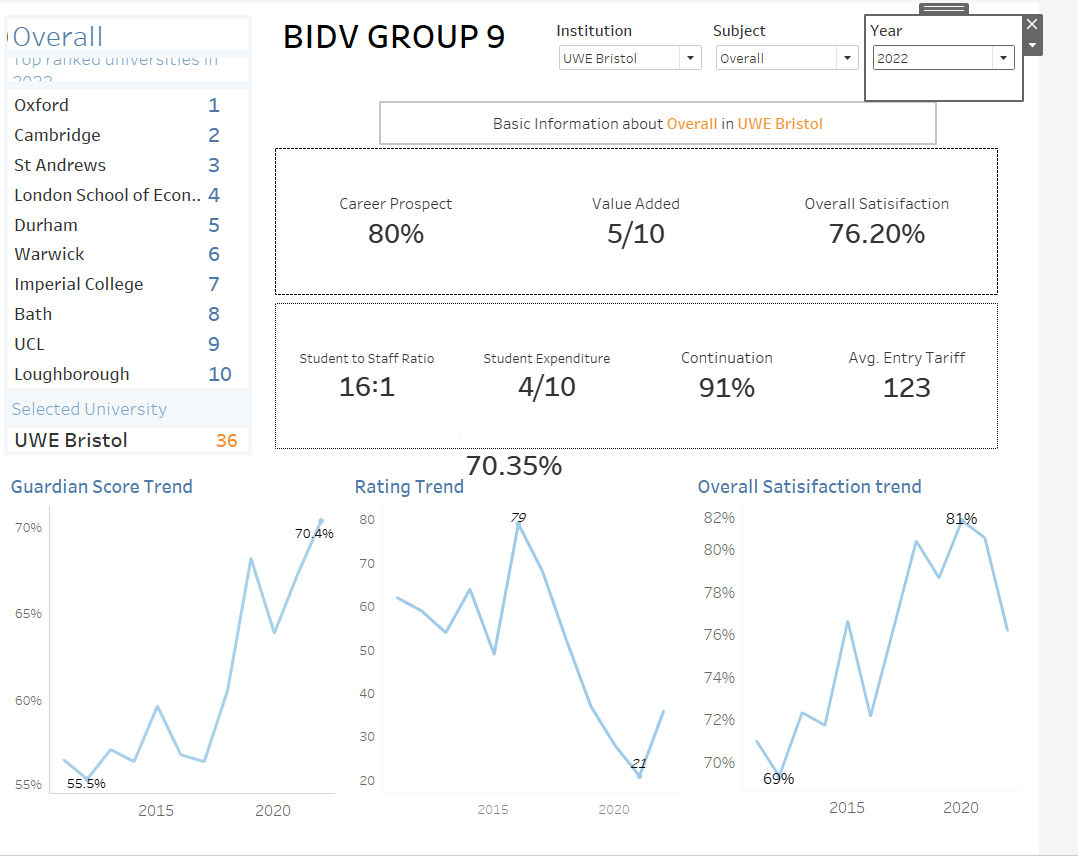 Overall
Top ranked universities in
2022
Oxford 1
Cambridge 2
St Andrews 3
London School of Econ.. 4
Durham 5
Warwick 6
Imperial College 7
Bath 8
UCL 9
Loughborough 10
Selected University
UWE Bristol 36
BIDV GROUP 9
Institution
UWE Bristol
Subject
Overall
Year
2022
Basic Information about Overall in UWE Bristol
Career Prospect
80%
Value Added
5/10
Overall Satisifaction
76.20%
Student to Staff Ratio
16:1
Student Expenditure
4/10
Continuation
91%
Avg. Entry Tariff
123
70.35%
Guardian Score Trend
70%
65%
60%
55%
70.4%
55.5%
2015 2020
Rating Trend
80
70
60
50
40
30
20
79
21
2015 2020
Overall Satisifaction trend
82%
80%
78%
76%
74%
72%
70%
81%
69%
2015 2020